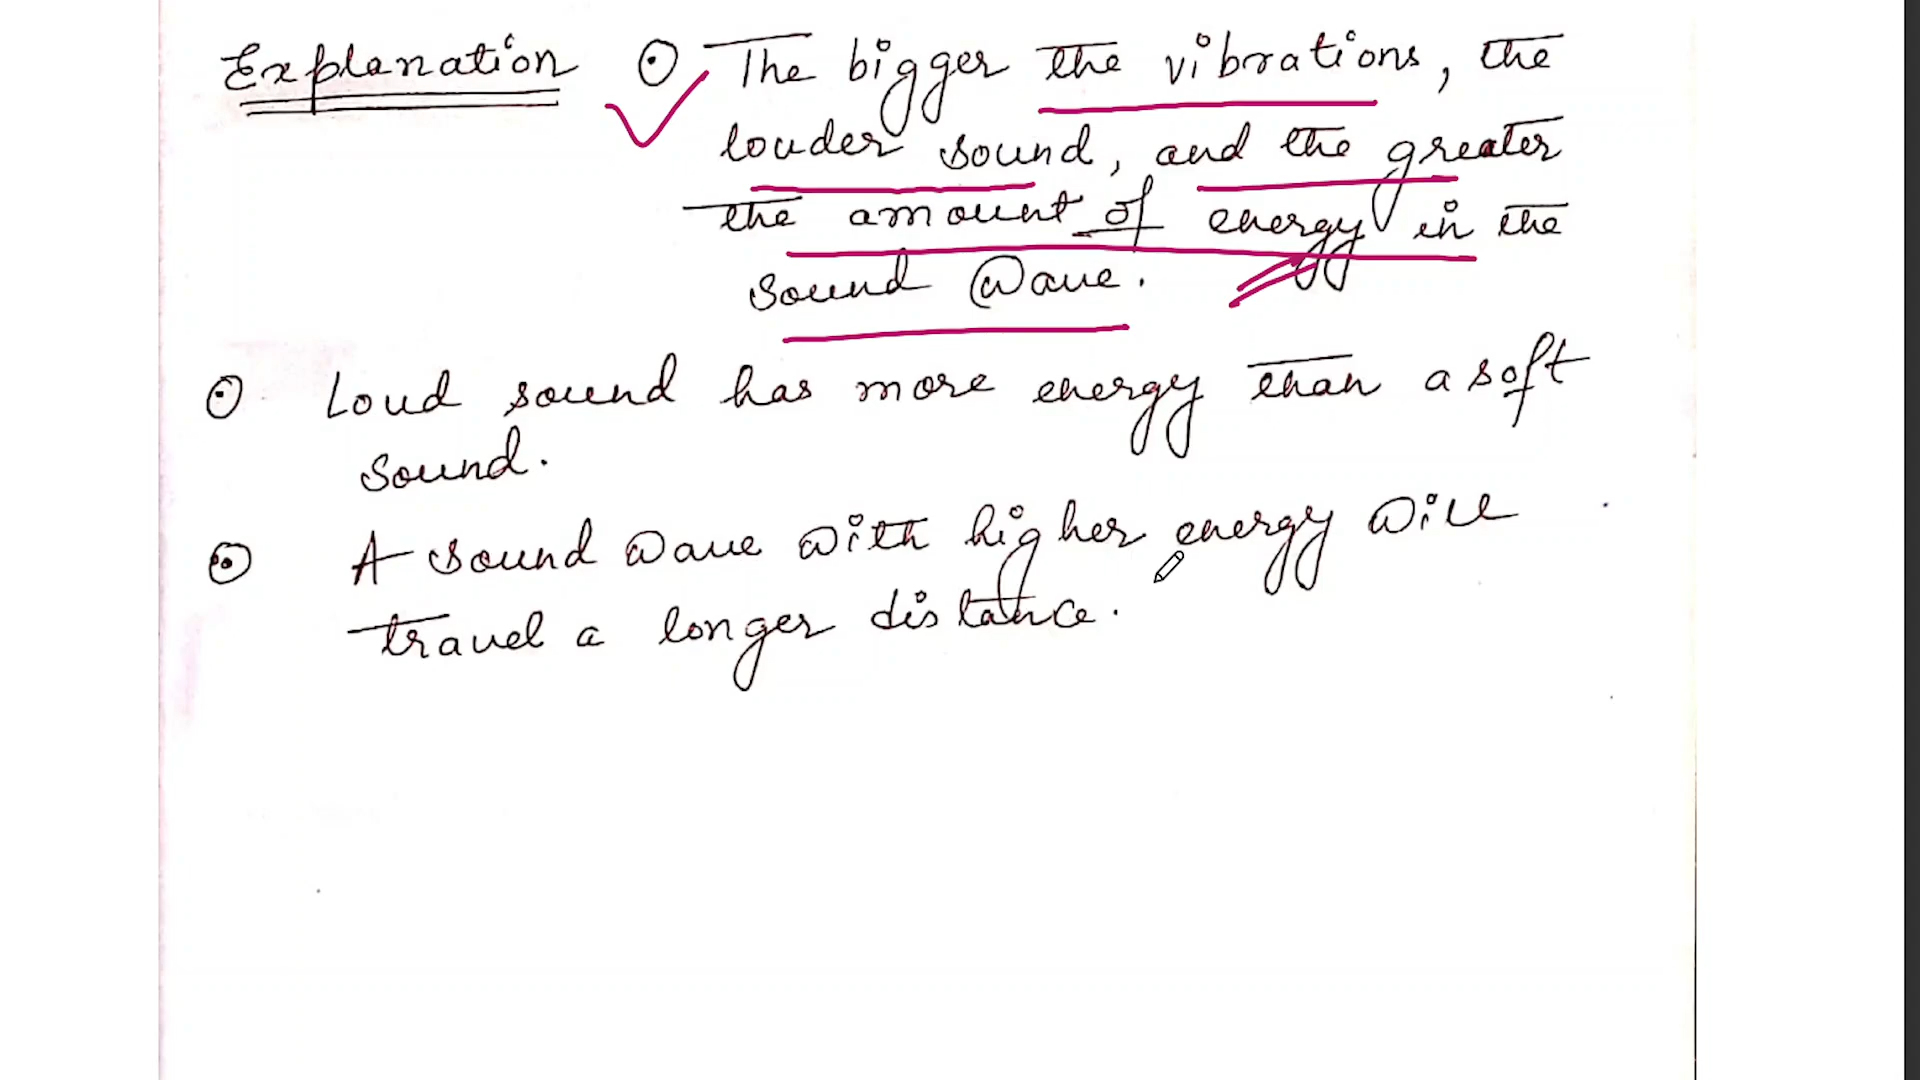 Explanation ⊙ The bigger the vibrations, the
louder sound, and the greater
the amount of energy in the
sound wave.
⊙ Loud sound has more energy than a soft
sound.
⊙ A sound wave with higher energy will
travel a longer distance.